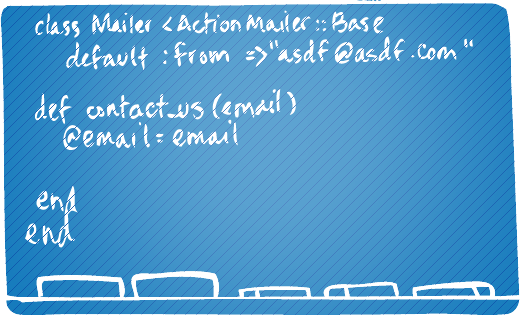 class Mailer < ActionMailer::Base
default :from => "asdf@asdf.com"
def contact_us (email)
@email = email
end
end